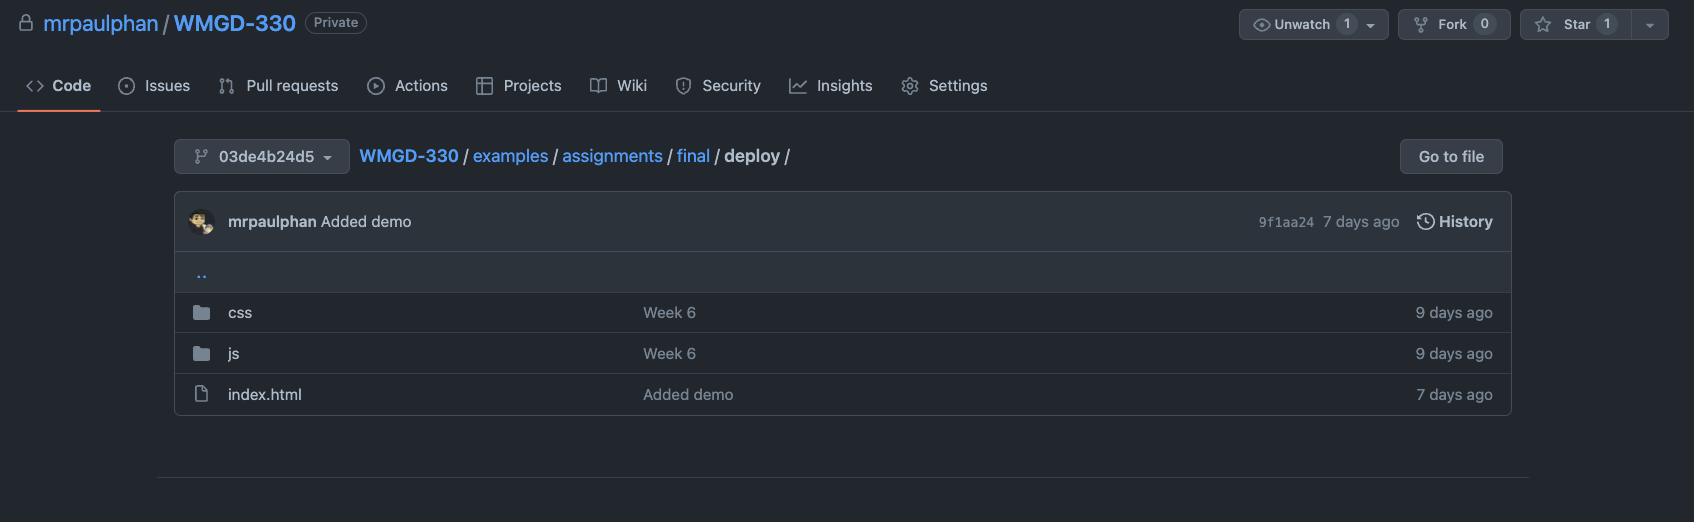 mrpaulphan / WMGD-330 Private
Unwatch 1 Fork 0 Star 1
Code Issues Pull requests Actions Projects Wiki Security Insights Settings
03de4b24d5 WMGD-330 / examples / assignments / final / deploy / Go to file
mrpaulphan Added demo 9f1aa24 7 days ago History
..
css Week 6 9 days ago
js Week 6 9 days ago
index.html Added demo 7 days ago